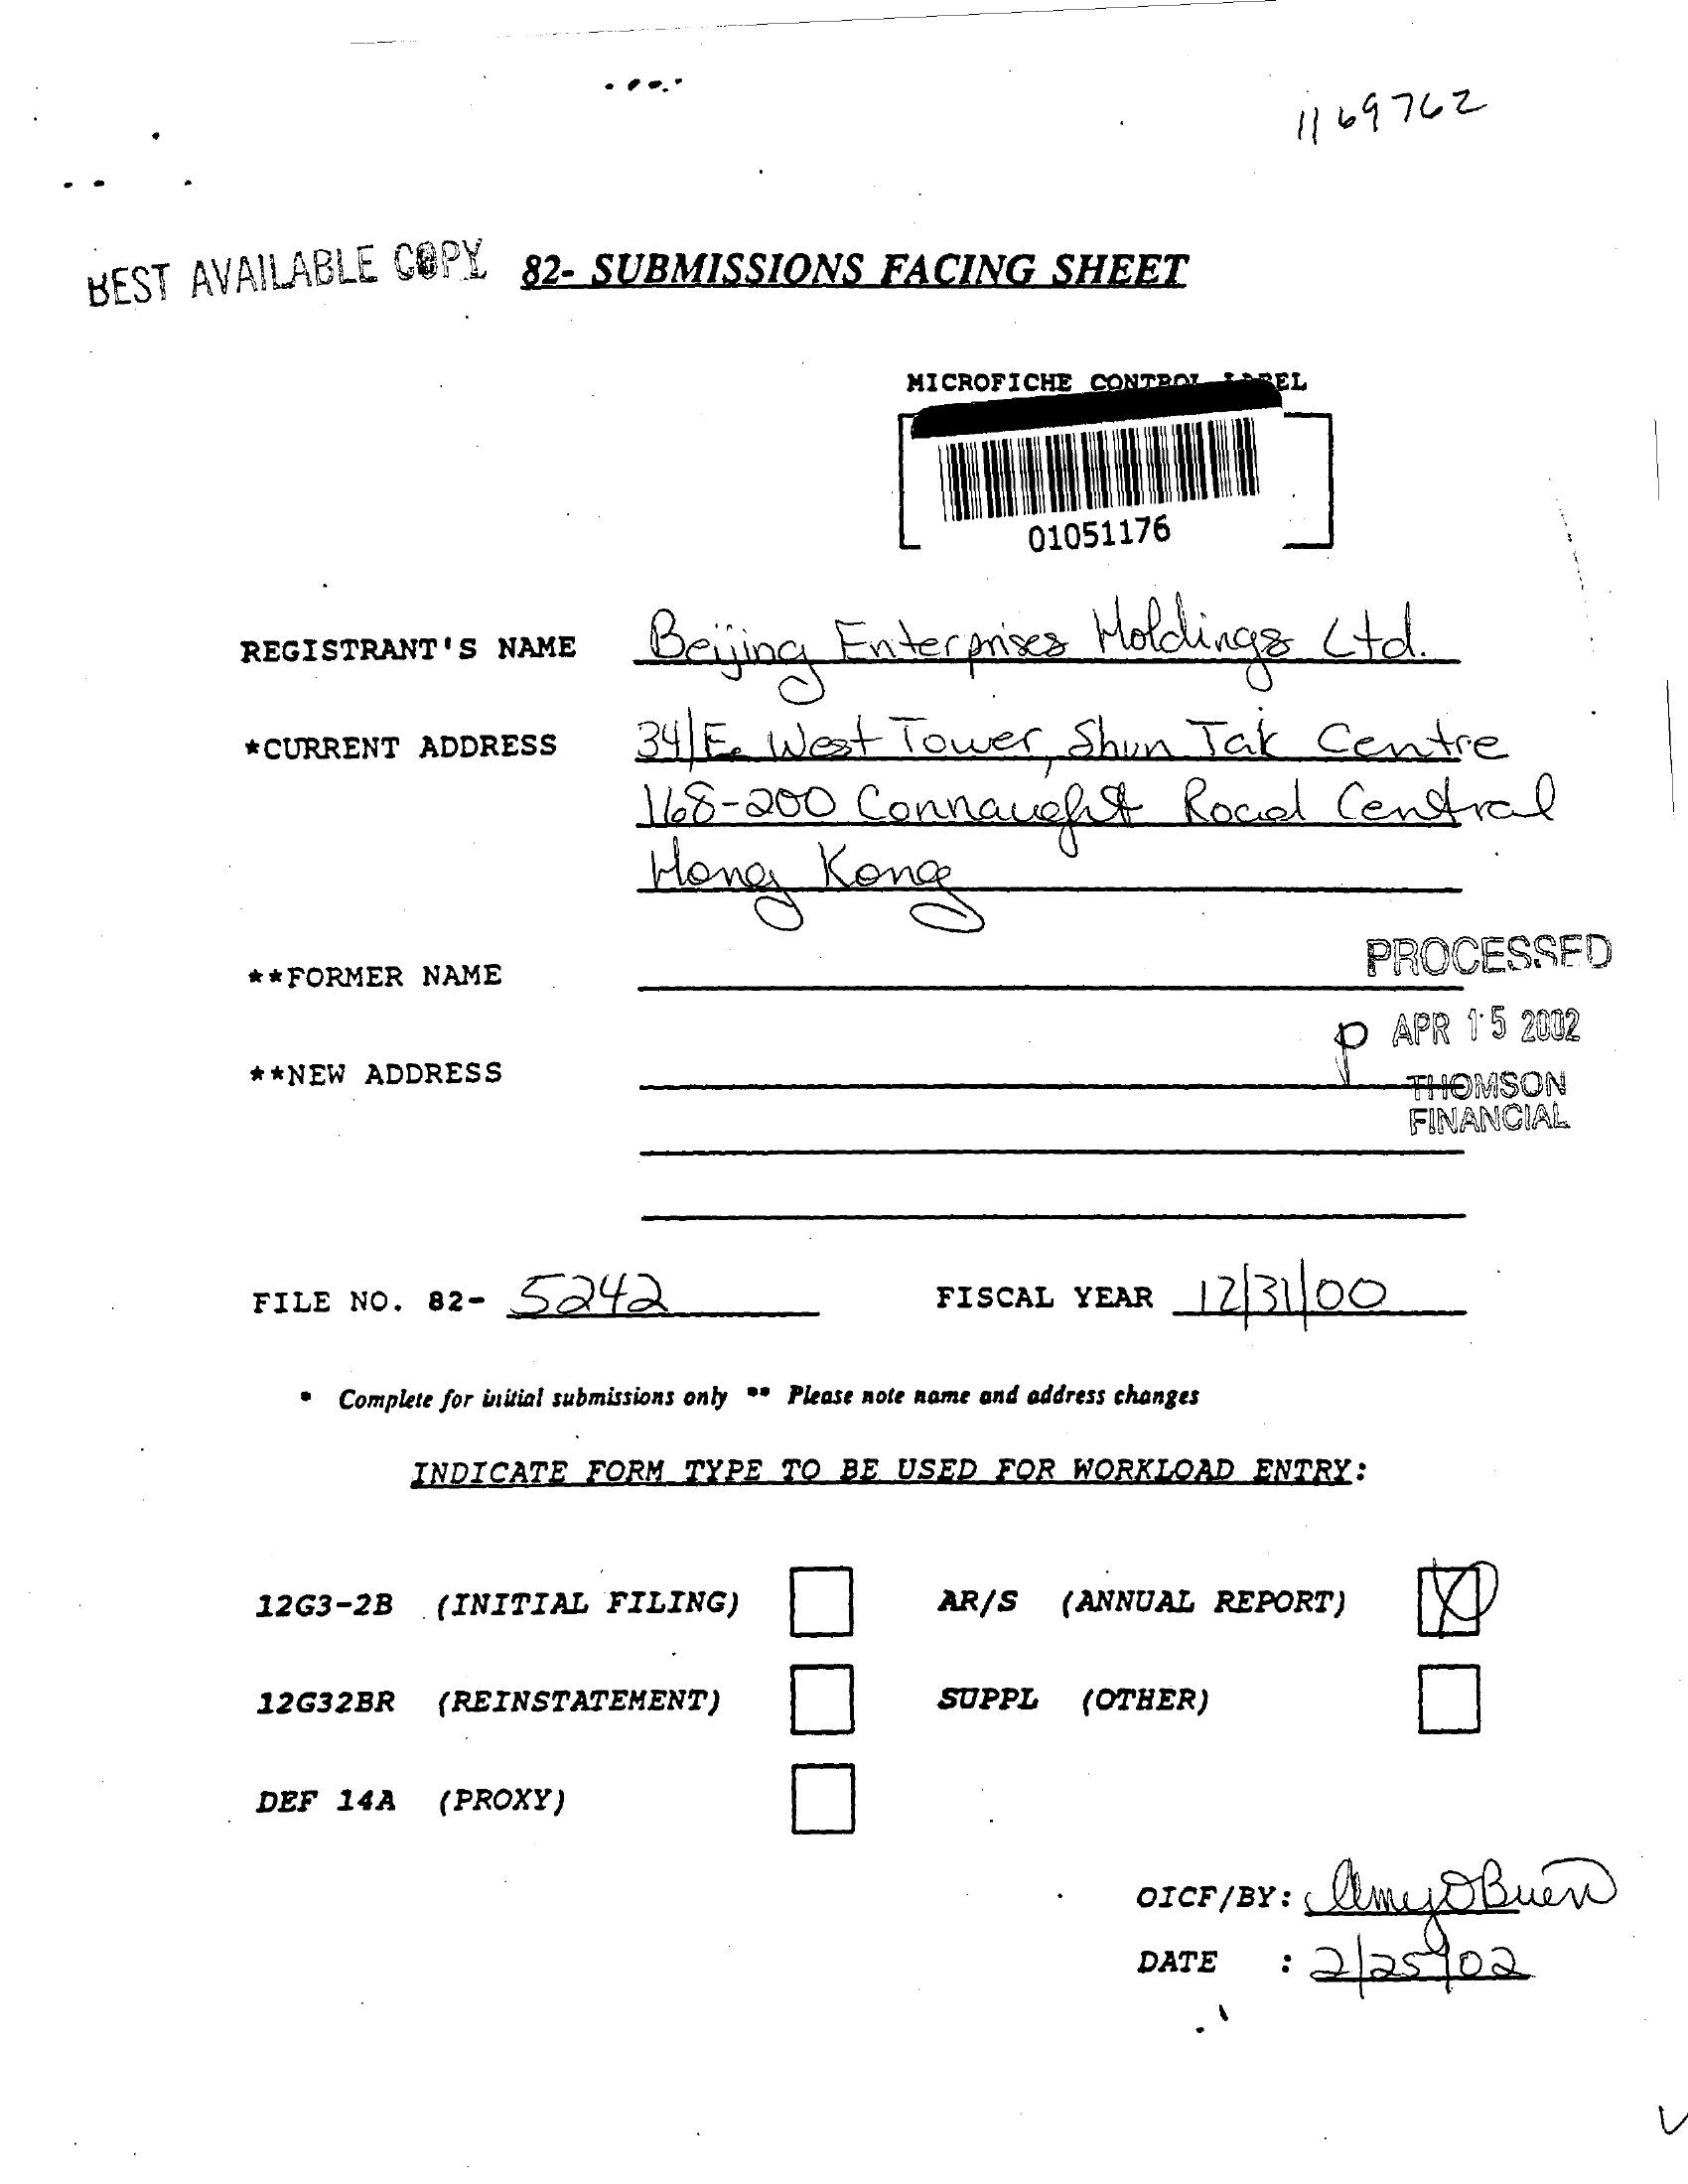 1169762
BEST AVAILABLE COPY 82- SUBMISSIONS FACING SHEET
MICROFICHE CONTROL LABEL
01051176
REGISTRANT'S NAME Beijing Enterprises Holdings Ltd.
*CURRENT ADDRESS 34/F. West Tower, Shun Tak Centre
168-200 Connaught Road Central
Hong Kong
**FORMER NAME
PROCESSED
**NEW ADDRESS
p APR 15 2002
THOMSON
FINANCIAL
FILE NO. 82- 5242 FISCAL YEAR 12/31/00
* Complete for initial submissions only ** Please note name and address changes
INDICATE FORM TYPE TO BE USED FOR WORKLOAD ENTRY:
12G3-2B (INITIAL FILING) AR/S (ANNUAL REPORT)
12G32BR (REINSTATEMENT) SUPPL (OTHER)
DEF 14A (PROXY)
OICF/BY: Amy O'Brien
DATE : 2/25/02